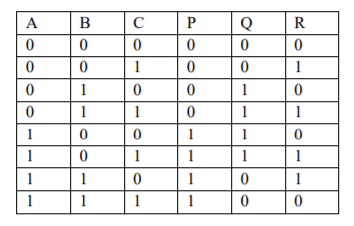 A B C P Q R
0 0 0 0 0 0
0 0 1 0 0 1
0 1 0 0 1 0
0 1 1 0 1 1
1 0 0 1 1 0
1 0 1 1 1 1
1 1 0 1 0 1
1 1 1 1 0 0